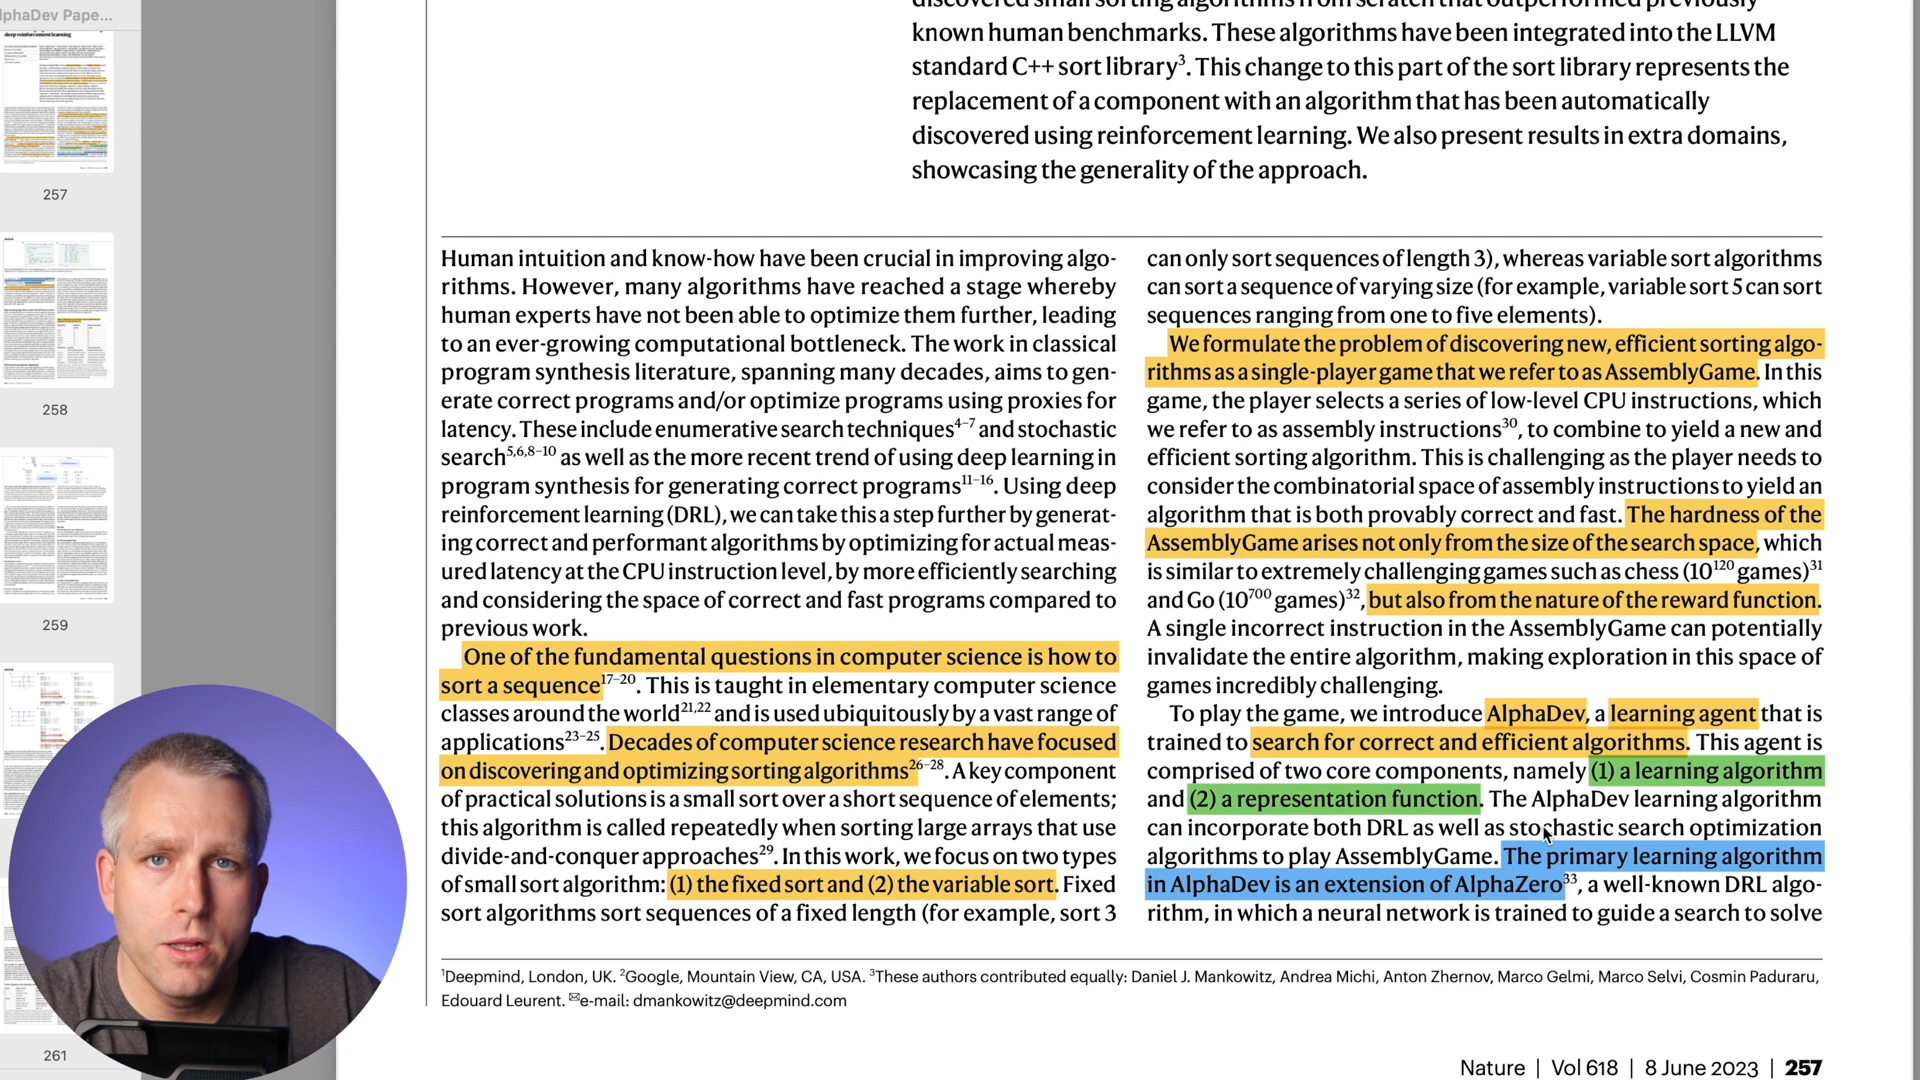 lphaDev Pape...
deep reinforcement learning
257
258
259
261
discovered small sorting algorithms from scratch that outperformed previously
known human benchmarks. These algorithms have been integrated into the LLVM
standard C++ sort library3. This change to this part of the sort library represents the
replacement of a component with an algorithm that has been automatically
discovered using reinforcement learning. We also present results in extra domains,
showcasing the generality of the approach.
Human intuition and know-how have been crucial in improving algo-
rithms. However, many algorithms have reached a stage whereby
human experts have not been able to optimize them further, leading
to an ever-growing computational bottleneck. The work in classical
program synthesis literature, spanning many decades, aims to gen-
erate correct programs and/or optimize programs using proxies for
latency. These include enumerative search techniques4–7 and stochastic
search5,6,8–10 as well as the more recent trend of using deep learning in
program synthesis for generating correct programs11–16. Using deep
reinforcement learning (DRL), we can take this a step further by generat-
ing correct and performant algorithms by optimizing for actual meas-
ured latency at the CPU instruction level, by more efficiently searching
and considering the space of correct and fast programs compared to
previous work.
One of the fundamental questions in computer science is how to
sort a sequence17–20. This is taught in elementary computer science
classes around the world21,22 and is used ubiquitously by a vast range of
applications23–25. Decades of computer science research have focused
on discovering and optimizing sorting algorithms26–28. A key component
of practical solutions is a small sort over a short sequence of elements;
this algorithm is called repeatedly when sorting large arrays that use
divide-and-conquer approaches29. In this work, we focus on two types
of small sort algorithm: (1) the fixed sort and (2) the variable sort. Fixed
sort algorithms sort sequences of a fixed length (for example, sort 3
can only sort sequences of length 3), whereas variable sort algorithms
can sort a sequence of varying size (for example, variable sort 5 can sort
sequences ranging from one to five elements).
We formulate the problem of discovering new, efficient sorting algo-
rithms as a single-player game that we refer to as AssemblyGame. In this
game, the player selects a series of low-level CPU instructions, which
we refer to as assembly instructions30, to combine to yield a new and
efficient sorting algorithm. This is challenging as the player needs to
consider the combinatorial space of assembly instructions to yield an
algorithm that is both provably correct and fast. The hardness of the
AssemblyGame arises not only from the size of the search space, which
is similar to extremely challenging games such as chess (10120 games)31
and Go (10700 games)32, but also from the nature of the reward function.
A single incorrect instruction in the AssemblyGame can potentially
invalidate the entire algorithm, making exploration in this space of
games incredibly challenging.
To play the game, we introduce AlphaDev, a learning agent that is
trained to search for correct and efficient algorithms. This agent is
comprised of two core components, namely (1) a learning algorithm
and (2) a representation function. The AlphaDev learning algorithm
can incorporate both DRL as well as stochastic search optimization
algorithms to play AssemblyGame. The primary learning algorithm
in AlphaDev is an extension of AlphaZero33, a well-known DRL algo-
rithm, in which a neural network is trained to guide a search to solve
1Deepmind, London, UK. 2Google, Mountain View, CA, USA. 3These authors contributed equally: Daniel J. Mankowitz, Andrea Michi, Anton Zhernov, Marco Gelmi, Marco Selvi, Cosmin Paduraru,
Edouard Leurent. ✉e-mail: dmankowitz@deepmind.com
Nature | Vol 618 | 8 June 2023 | 257